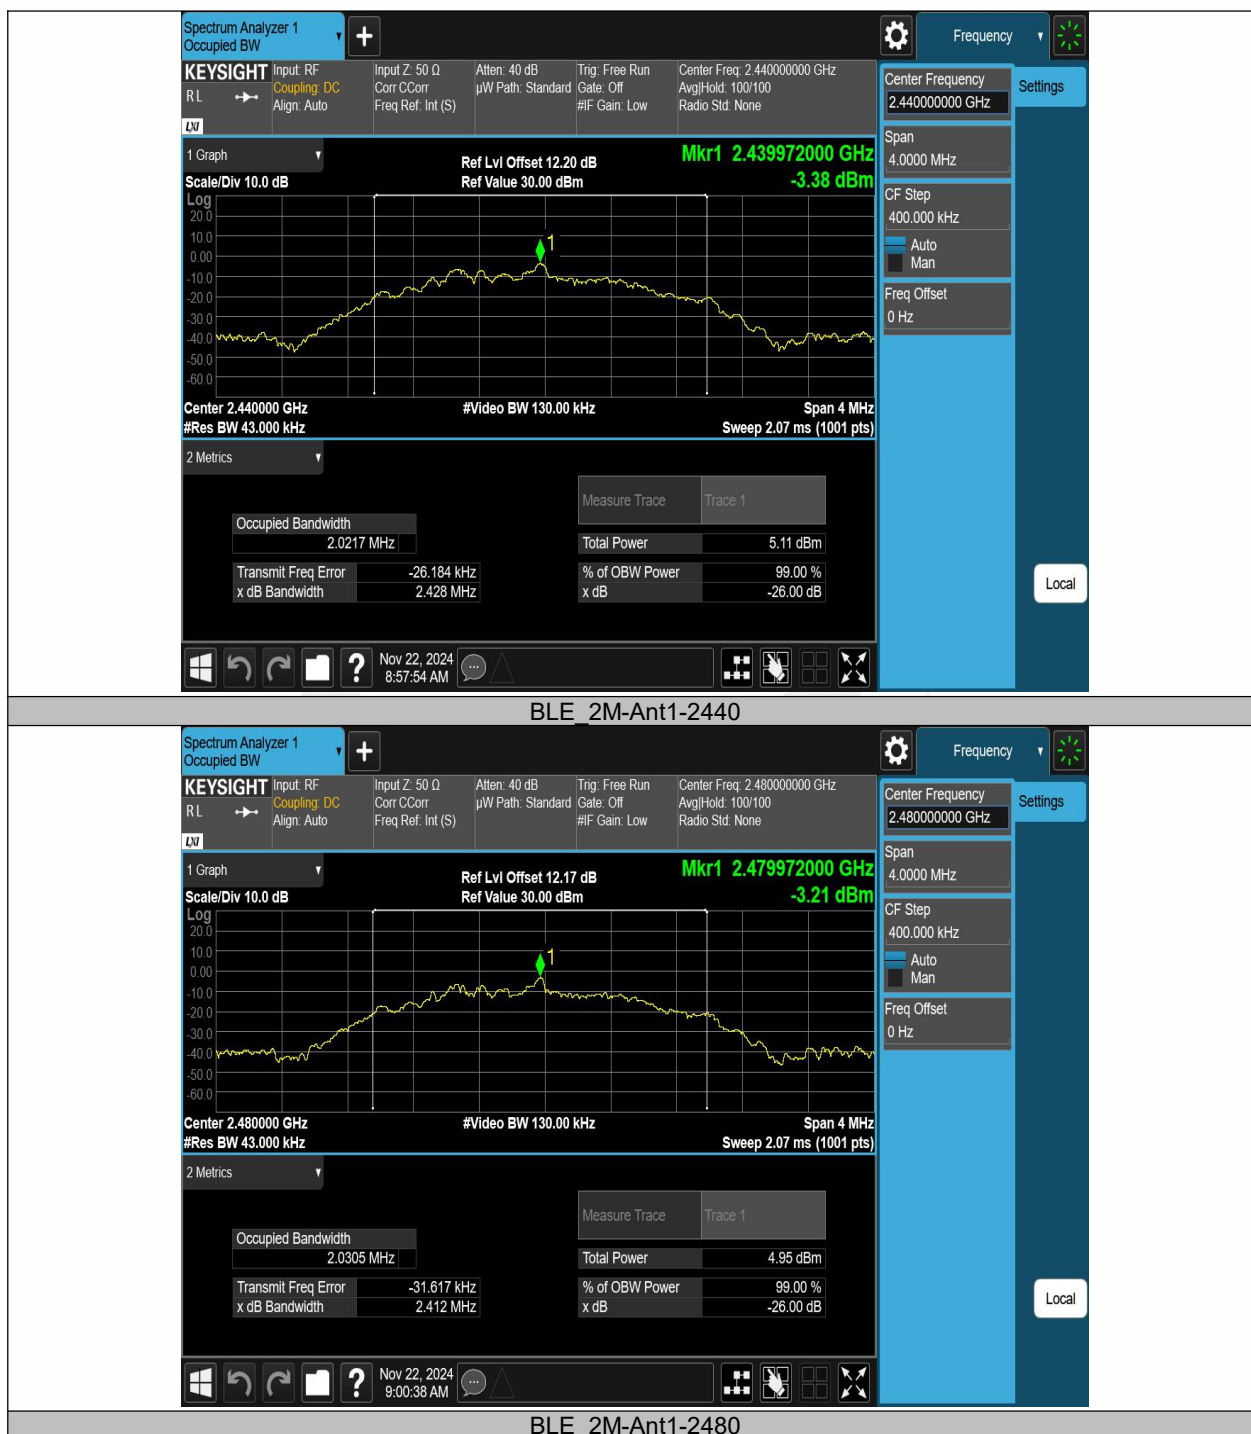 Spectrum Analyzer 1
Occupied BW
+
Frequency
KEYSIGHT
RL
LXI
Input: RF
Coupling: DC
Align: Auto
Input Z: 50 Ω
Corr CCorr
Freq Ref: Int (S)
Atten: 40 dB
µW Path: Standard
Trig: Free Run
Gate: Off
#IF Gain: Low
Center Freq: 2.440000000 GHz
Avg|Hold: 100/100
Radio Std: None
Center Frequency
2.440000000 GHz
Settings
Span
4.0000 MHz
CF Step
400.000 kHz
Auto
Man
Freq Offset
0 Hz
Local
1 Graph
Scale/Div 10.0 dB
Ref Lvl Offset 12.20 dB
Ref Value 30.00 dBm
Mkr1 2.439972000 GHz
-3.38 dBm
Log
20.0
10.0
0.00
-10.0
-20.0
-30.0
-40.0
-50.0
-60.0
1
Center 2.440000 GHz
#Video BW 130.00 kHz
Span 4 MHz
#Res BW 43.000 kHz
Sweep 2.07 ms (1001 pts)
2 Metrics
Measure Trace Trace 1
Occupied Bandwidth
2.0217 MHz
Total Power 5.11 dBm
Transmit Freq Error -26.184 kHz
% of OBW Power 99.00 %
x dB Bandwidth 2.428 MHz
x dB -26.00 dB
?
Nov 22, 2024
8:57:54 AM
BLE_2M-Ant1-2440
Spectrum Analyzer 1
Occupied BW
+
Frequency
KEYSIGHT
RL
LXI
Input: RF
Coupling: DC
Align: Auto
Input Z: 50 Ω
Corr CCorr
Freq Ref: Int (S)
Atten: 40 dB
µW Path: Standard
Trig: Free Run
Gate: Off
#IF Gain: Low
Center Freq: 2.480000000 GHz
Avg|Hold: 100/100
Radio Std: None
Center Frequency
2.480000000 GHz
Settings
Span
4.0000 MHz
CF Step
400.000 kHz
Auto
Man
Freq Offset
0 Hz
Local
1 Graph
Scale/Div 10.0 dB
Ref Lvl Offset 12.17 dB
Ref Value 30.00 dBm
Mkr1 2.479972000 GHz
-3.21 dBm
Log
20.0
10.0
0.00
-10.0
-20.0
-30.0
-40.0
-50.0
-60.0
1
Center 2.480000 GHz
#Video BW 130.00 kHz
Span 4 MHz
#Res BW 43.000 kHz
Sweep 2.07 ms (1001 pts)
2 Metrics
Measure Trace Trace 1
Occupied Bandwidth
2.0305 MHz
Total Power 4.95 dBm
Transmit Freq Error -31.617 kHz
% of OBW Power 99.00 %
x dB Bandwidth 2.412 MHz
x dB -26.00 dB
?
Nov 22, 2024
9:00:38 AM
BLE_2M-Ant1-2480